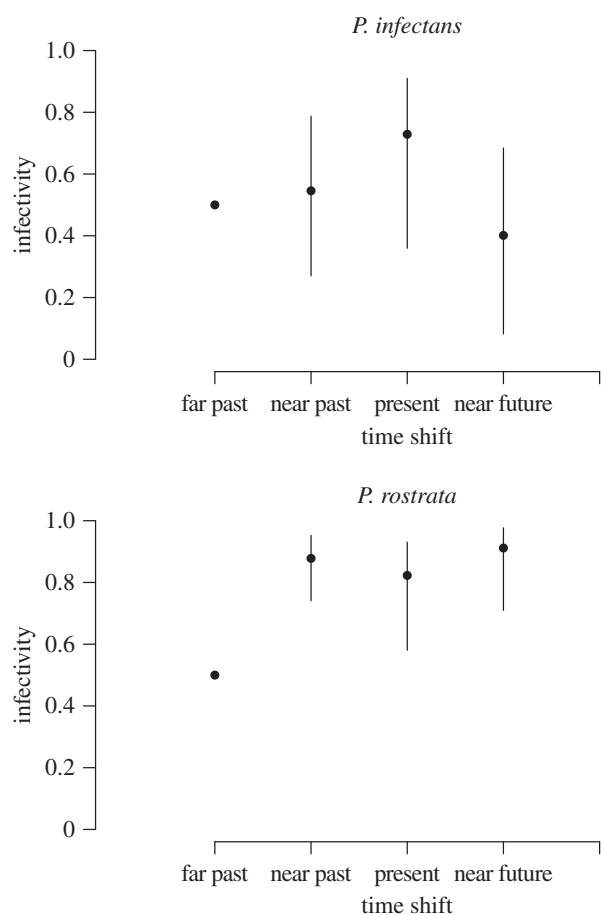 P. infectans
1.0
0.8
0.6
0.4
0.2
0
infectivity
far past near past present near future
time shift
P. rostrata
1.0
0.8
0.6
0.4
0.2
0
infectivity
far past near past present near future
time shift